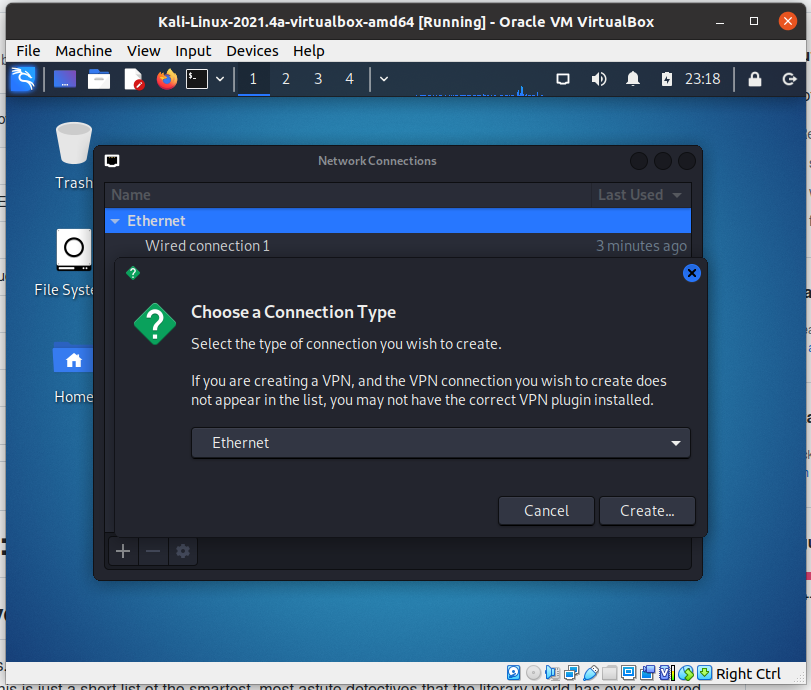 Kali-Linux-2021.4a-virtualbox-amd64 [Running] - Oracle VM VirtualBox
File Machine View Input Devices Help
1 2 3 4 23:18
Network Connections
Name Last Used
Ethernet
Wired connection 1 3 minutes ago
Trash
File Syste
Home
Choose a Connection Type
Select the type of connection you wish to create.
If you are creating a VPN, and the VPN connection you wish to create does
not appear in the list, you may not have the correct VPN plugin installed.
Ethernet
Cancel Create...
Right Ctrl
his is just a short list of the smartest, most astute detectives that the literary world has ever conjured